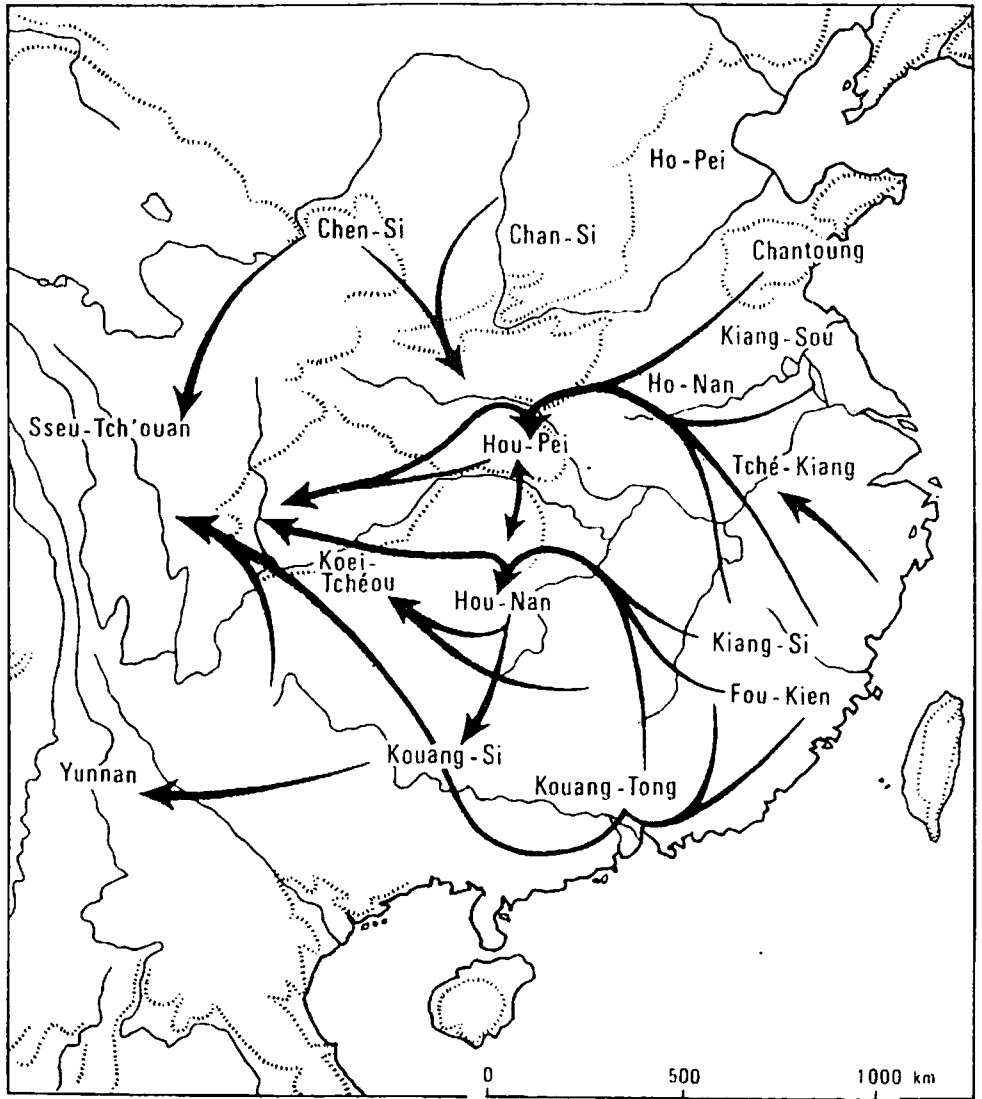 Ho-Pei
Chen-Si
Chan-Si
Chantoung
Kiang-Sou
Ho-Nan
Sseu-Tch'ouan
Hou-Pei
Tché-Kiang
Koei-
Tchéou
Hou-Nan
Kiang-Si
Fou-Kien
Kouang-Si
Yunnan
Kouang-Tong
0 500 1000 km